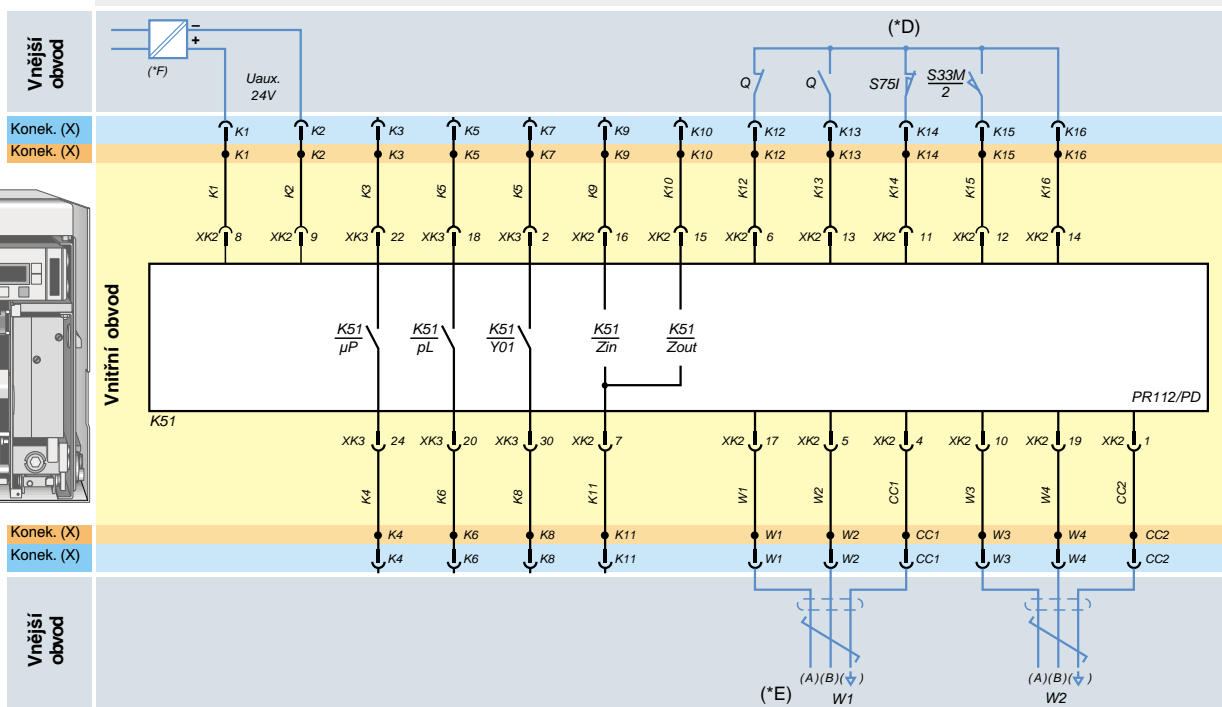 Vnější obvod
(*F)
–
+
Uaux.
24V
(*D)
Q
Q
S75I
S33M
2
Konek. (X)
K1 K2 K3 K5 K7 K9 K10 K12 K13 K14 K15 K16
Konek. (X)
K1 K2 K3 K5 K7 K9 K10 K12 K13 K14 K15 K16
Vnitřní obvod
K1 K2 K3 K5 K5 K9 K10 K12 K13 K14 K15 K16
XK2 8 XK2 9 XK3 22 XK3 18 XK3 2 XK2 16 XK2 15 XK2 6 XK2 13 XK2 11 XK2 12 XK2 14
K51 K51 K51 K51 K51
µP pL Y01 Zin Zout
PR112/PD
K51
XK3 24 XK3 20 XK3 30 XK2 7 XK2 17 XK2 5 XK2 4 XK2 10 XK2 19 XK2 1
K4 K6 K8 K11 W1 W2 CC1 W3 W4 CC2
Konek. (X)
K4 K6 K8 K11 W1 W2 CC1 W3 W4 CC2
Konek. (X)
K4 K6 K8 K11 W1 W2 CC1 W3 W4 CC2
Vnější obvod
(A)(B)( )
(A)(B)( )
(*E)
W1
W2